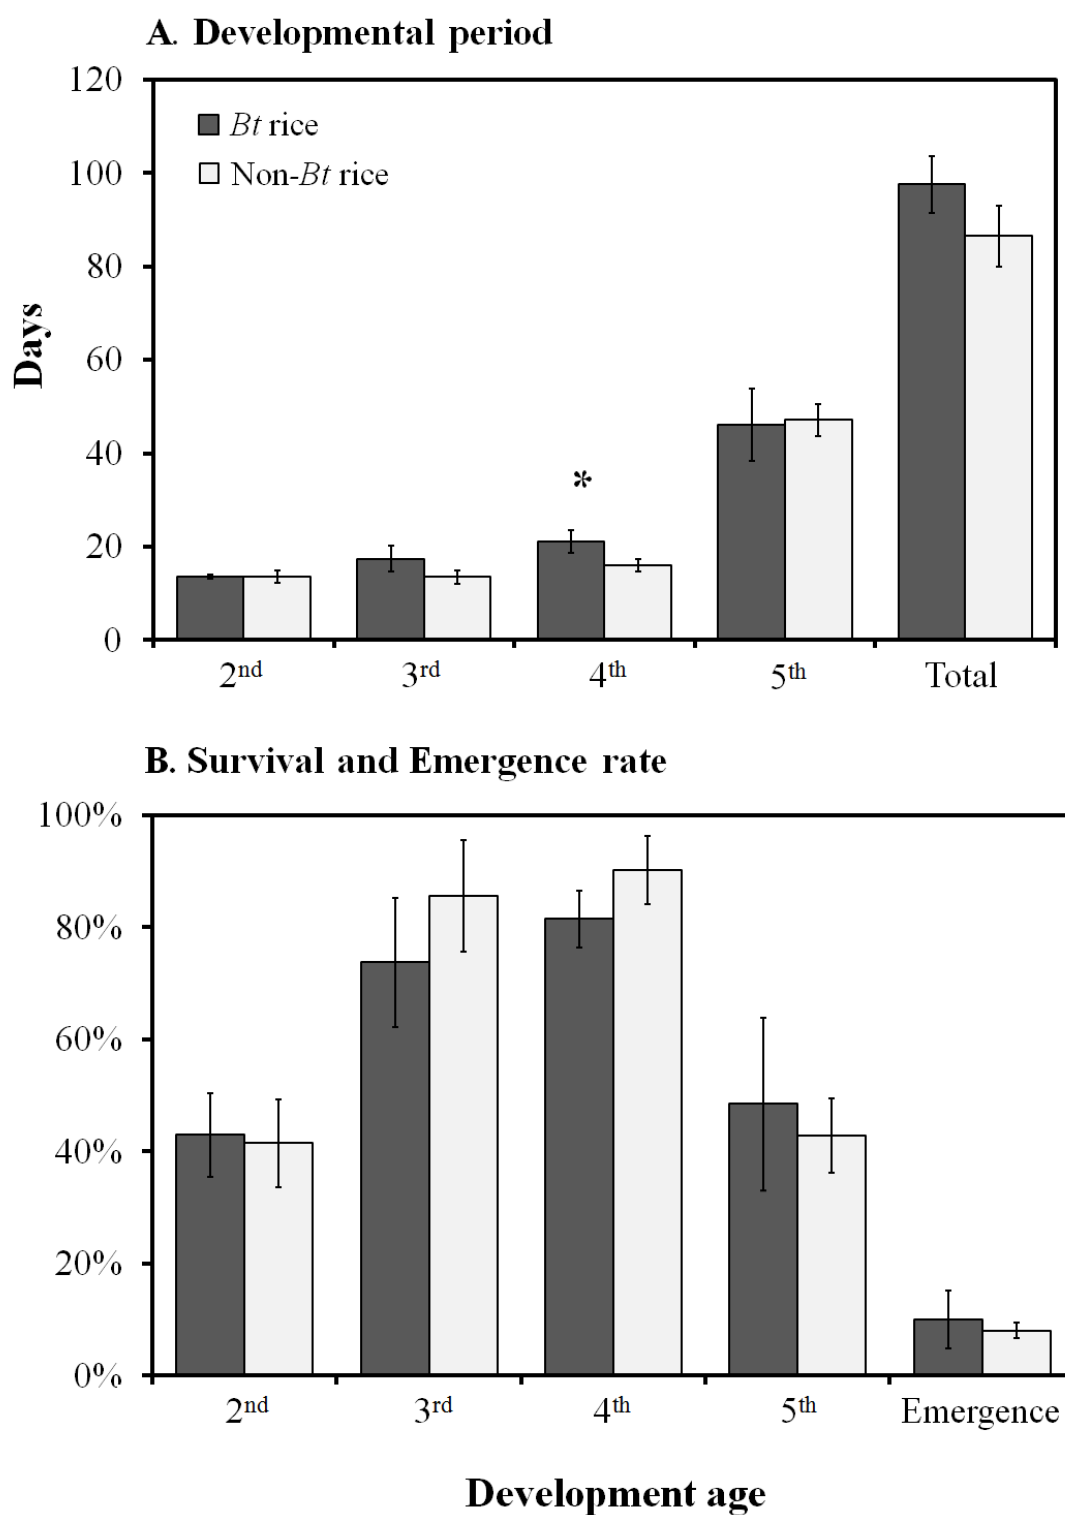 A. Developmental period
120
100
80
60
40
20
0
Days
Bt rice
Non-Bt rice
*
2nd 3rd 4th 5th Total
B. Survival and Emergence rate
100%
80%
60%
40%
20%
0%
2nd 3rd 4th 5th Emergence
Development age